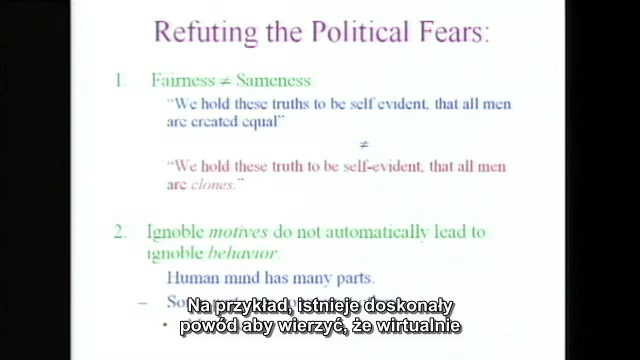 Refuting the Political Fears:
1. Fairness ≠ Sameness.
“We hold these truths to be self evident, that all men
are created equal”
≠
“We hold these truth to be self-evident, that all men
are clones.”
2. Ignoble motives do not automatically lead to
ignoble behavior.
Human mind has many parts.
–
Na przykład, istnieje doskonały
powód aby wierzyć, że wirtualnie